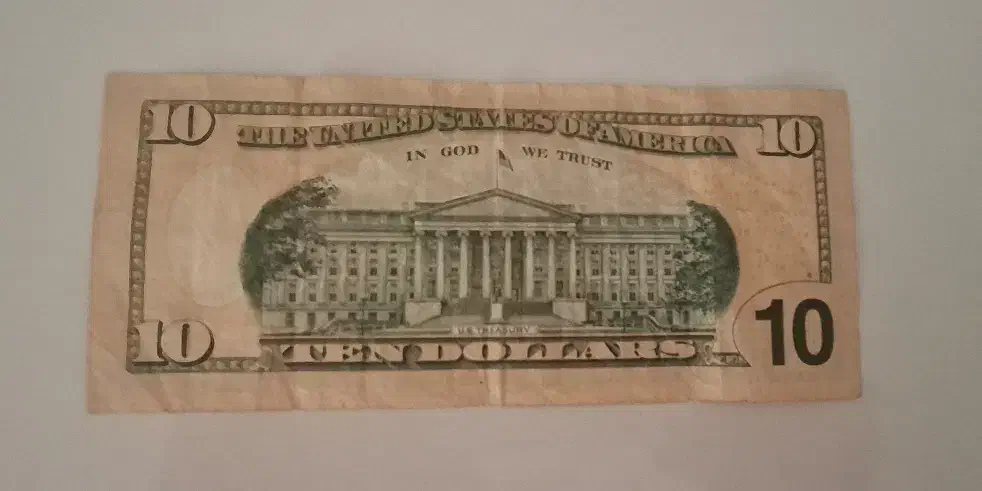 10 THE UNITED STATES OF AMERICA 10
IN GOD WE TRUST
U.S. TREASURY
10 TEN DOLLARS 10